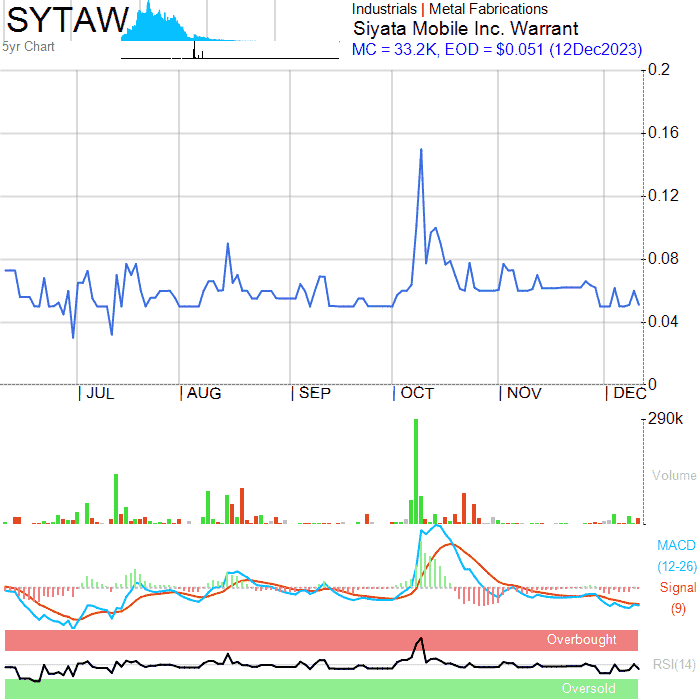 SYTAW
5yr Chart
Industrials | Metal Fabrications
Siyata Mobile Inc. Warrant
MC = 33.2K, EOD = $0.051 (12Dec2023)
0.2
0.16
0.12
0.08
0.04
0
| JUL | AUG | SEP | OCT | NOV | DEC
290k
Volume
MACD
(12-26)
Signal
(9)
Overbought
RSI(14)
Oversold